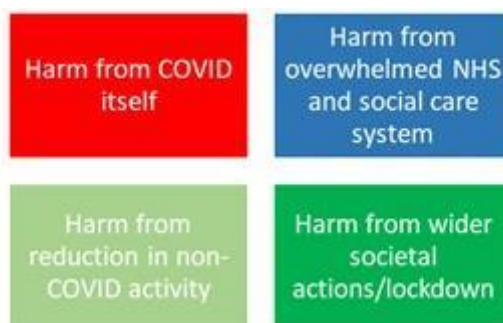 Harm from COVID
itself
Harm from
overwhelmed NHS
and social care
system
Harm from
reduction in non-
COVID activity
Harm from wider
societal
actions/lockdown